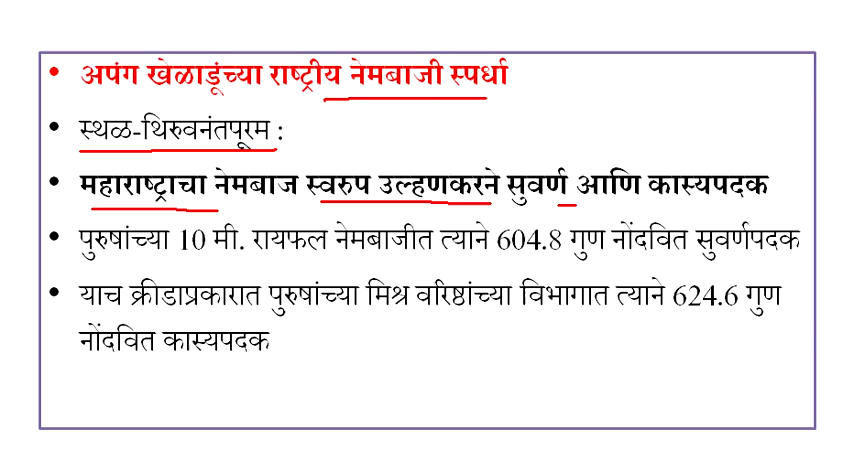 • अपंग खेळाडूंच्या राष्ट्रीय नेमबाजी स्पर्धा
• स्थळ-थिरुवनंतपूरम :
• महाराष्ट्राचा नेमबाज स्वरुप उल्हणकरने सुवर्ण आणि कास्यपदक
• पुरुषांच्या 10 मी. रायफल नेमबाजीत त्याने 604.8 गुण नोंदवित सुवर्णपदक
• याच क्रीडाप्रकारात पुरुषांच्या मिश्र वरिष्ठांच्या विभागात त्याने 624.6 गुण
नोंदवित कास्यपदक